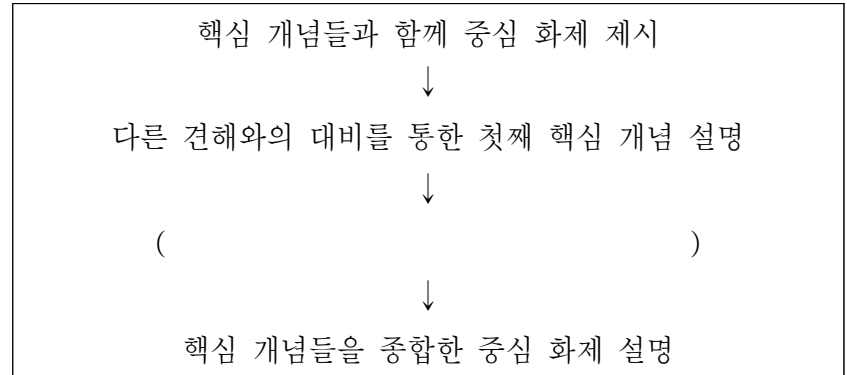 핵심 개념들과 함께 중심 화제 제시
↓
다른 견해와의 대비를 통한 첫째 핵심 개념 설명
↓
( )
↓
핵심 개념들을 종합한 중심 화제 설명